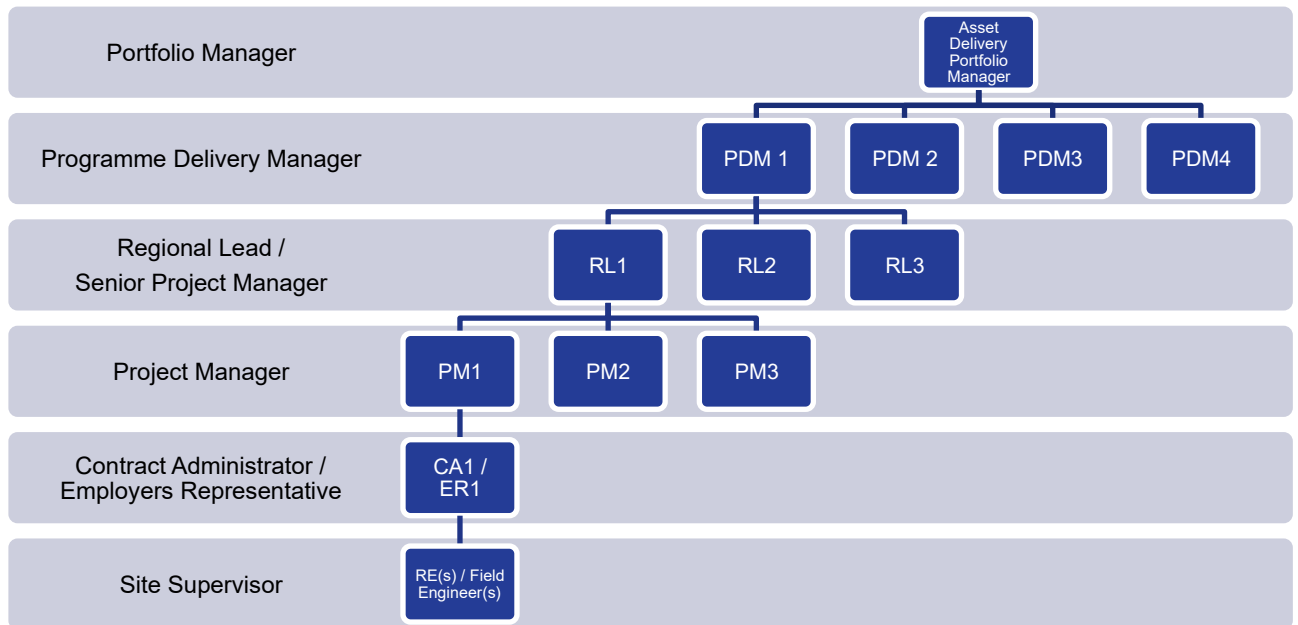 Portfolio Manager
Asset
Delivery
Portfolio
Manager
Programme Delivery Manager
PDM 1
PDM 2
PDM3
PDM4
Regional Lead /
Senior Project Manager
RL1
RL2
RL3
Project Manager
PM1
PM2
PM3
Contract Administrator /
Employers Representative
CA1 /
ER1
Site Supervisor
RE(s) / Field
Engineer(s)